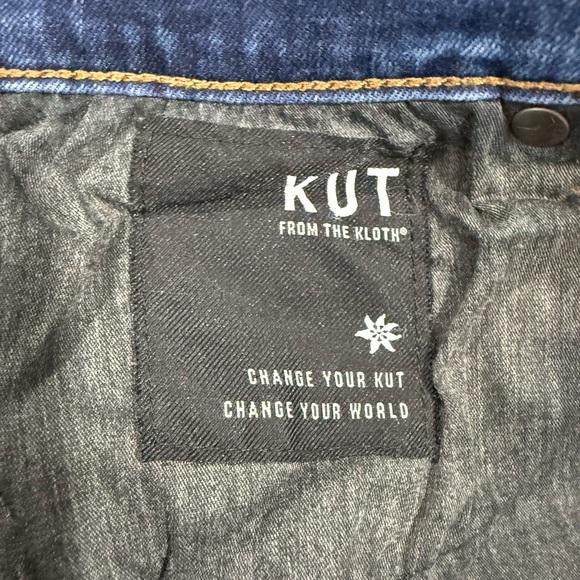 KUT
FROM THE KLOTH®
CHANGE YOUR KUT
CHANGE YOUR WORLD